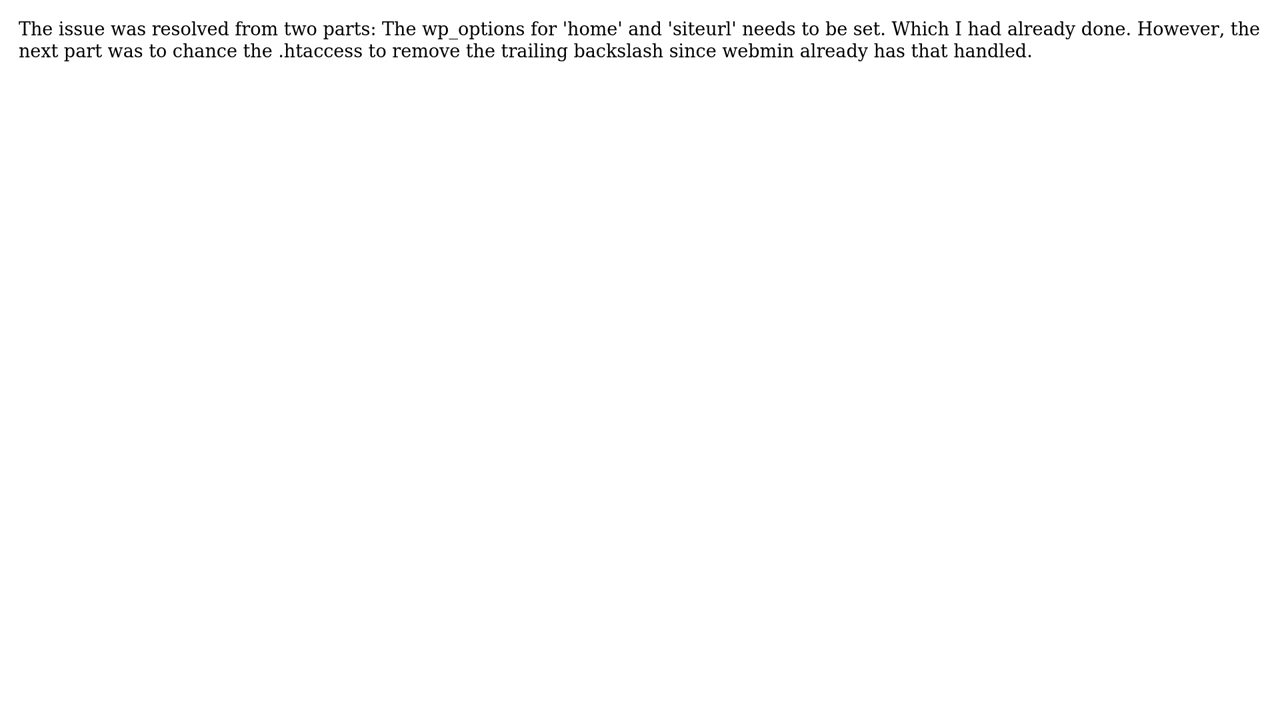 The issue was resolved from two parts: The wp_options for 'home' and 'siteurl' needs to be set. Which I had already done. However, the
next part was to chance the .htaccess to remove the trailing backslash since webmin already has that handled.